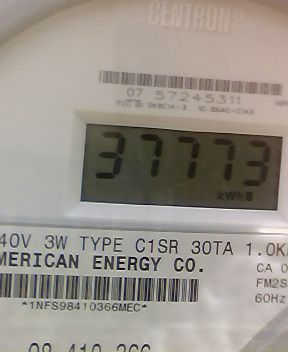 CENTRON®
07 57245311
37773
kWh
40V 3W TYPE C1SR 30TA 1.0K
MERICAN ENERGY CO.
CA 0
FM2S
60Hz
*1NFS98410366MEC*